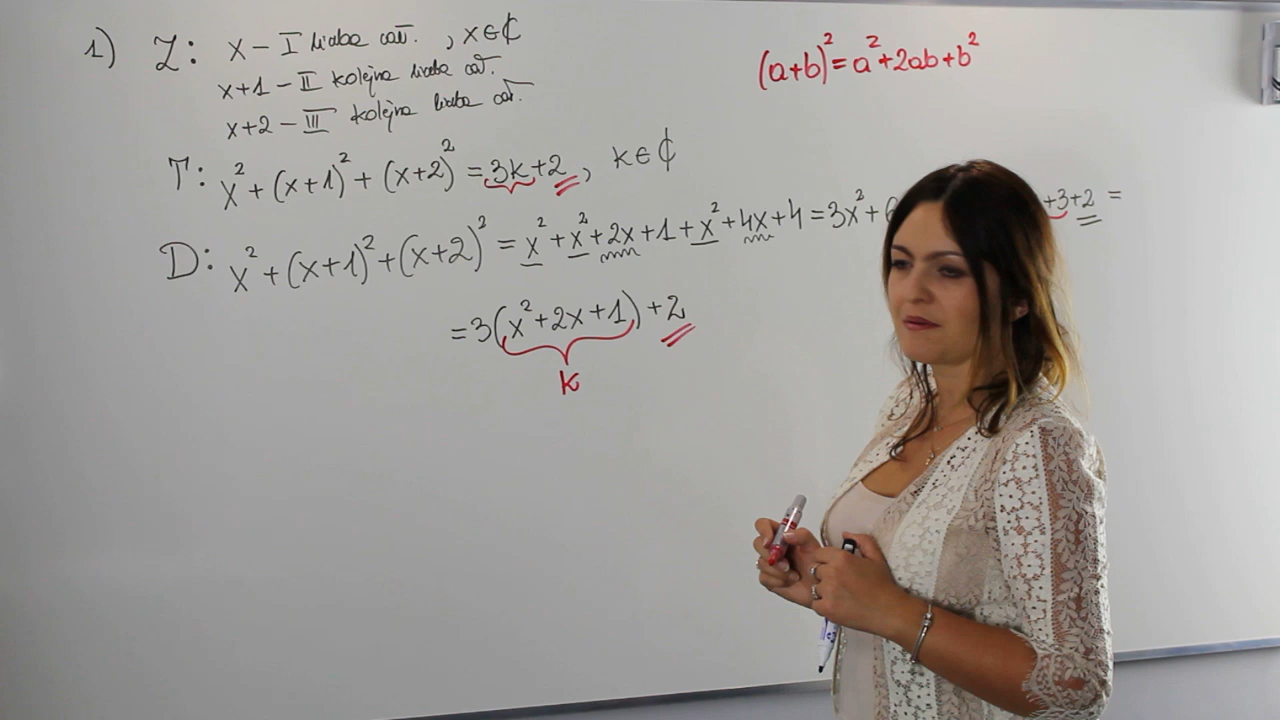 1) Z: x – I liczba całk. , x ∈ ℂ
x+1 – II kolejna liczba całk.
x+2 – III kolejna liczba całk.
(a+b)² = a² + 2ab + b²
T: x² + (x+1)² + (x+2)² = 3k + 2 , k ∈ ℂ
D: x² + (x+1)² + (x+2)² = x² + x² + 2x + 1 + x² + 4x + 4 = 3x² + 6 +3+2 =
= 3(x² + 2x + 1) + 2
k